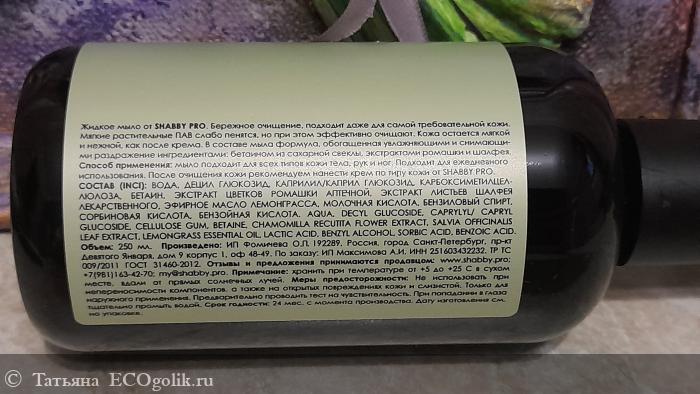 Жидкое мыло от SHABBY PRO. Бережное очищение, подходит даже для самой требовательной кожи.
Мягкие растительные ПАВ слабо пенятся, но при этом эффективно очищают. Кожа остается мягкой
и нежной, как после крема. В составе мыла формула, обогащенная увлажняющими и снимающи-
ми раздражение ингредиентами: бетаином из сахарной свеклы, экстрактами ромашки и шалфея.
Способ применения: мыло подходит для всех типов кожи тела, рук и ног. Подходит для ежедневного
использования. После очищения кожи рекомендуем нанести крем по типу кожи от SHABBY PRO.
СОСТАВ (INCI): ВОДА, ДЕЦИЛ ГЛЮКОЗИД, КАПРИЛИЛ/КАПРИЛ ГЛЮКОЗИД, КАРБОКСИМЕТИЛЦЕЛ-
ЛЮЛОЗА, БЕТАИН, ЭКСТРАКТ ЦВЕТКОВ РОМАШКИ АПТЕЧНОЙ, ЭКСТРАКТ ЛИСТЬЕВ ШАЛФЕЯ
ЛЕКАРСТВЕННОГО, ЭФИРНОЕ МАСЛО ЛЕМОНГРАССА, МОЛОЧНАЯ КИСЛОТА, БЕНЗИЛОВЫЙ СПИРТ,
СОРБИНОВАЯ КИСЛОТА, БЕНЗОЙНАЯ КИСЛОТА. AQUA, DECYL GLUCOSIDE, CAPRYLYL/ CAPRYL
GLUCOSIDE, CELLULOSE GUM, BETAINE, CHAMOMILLA RECUTITA FLOWER EXTRACT, SALVIA OFFICINALIS
LEAF EXTRACT, LEMONGRASS ESSENTIAL OIL, LACTIC ACID, BENZYL ALCOHOL, SORBIC ACID, BENZOIC ACID.
Объем: 250 мл. Произведено: ИП Фомичева О.Л. 192289, Россия, город Санкт-Петербург, пр-кт
Девятого Января, дом 9 корпус 1, оф 48-49. По заказу: ИП Максимова А.И. ИНН 251603432232. ТР ТС
009/2011 ГОСТ 31460-2012. Отзывы и предложения принимаются продавцом: www.shabby.pro;
+7(981)163-42-70; my@shabby.pro. Примечание: хранить при температуре от +5 до +25 С в сухом
месте, вдали от прямых солнечных лучей. Меры предосторожности: Не использовать при
непереносимости компонентов, а также на открытых повреждениях кожи и слизистой. Только для
наружного применения. Предварительно проводит тест на чувствительность. При попадании в глаза
тщательно промыть водой. Срок годности: 24 мес. с момента производства. Дату изготовления см.
на упаковке.
© Татьяна ECOgolik.ru